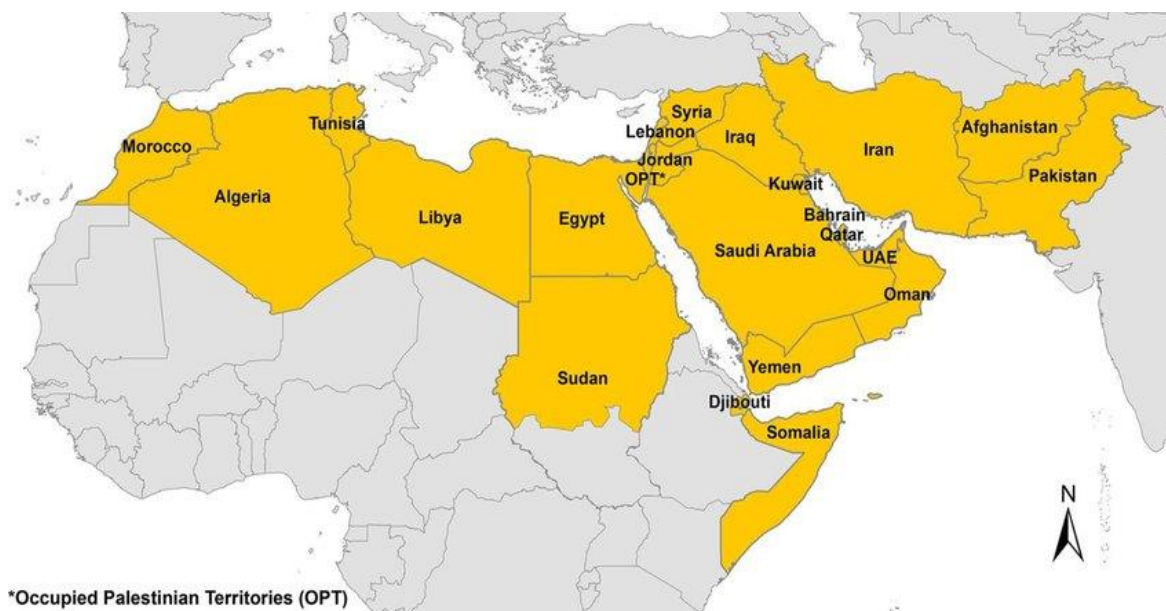 Syria
Tunisia
Lebanon
Afghanistan
Morocco
Iraq
Iran
Jordan
OPT*
Pakistan
Kuwait
Algeria
Libya
Egypt
Bahrain
Qatar
Saudi Arabia
UAE
Oman
Yemen
Sudan
Djibouti
Somalia
N
*Occupied Palestinian Territories (OPT)